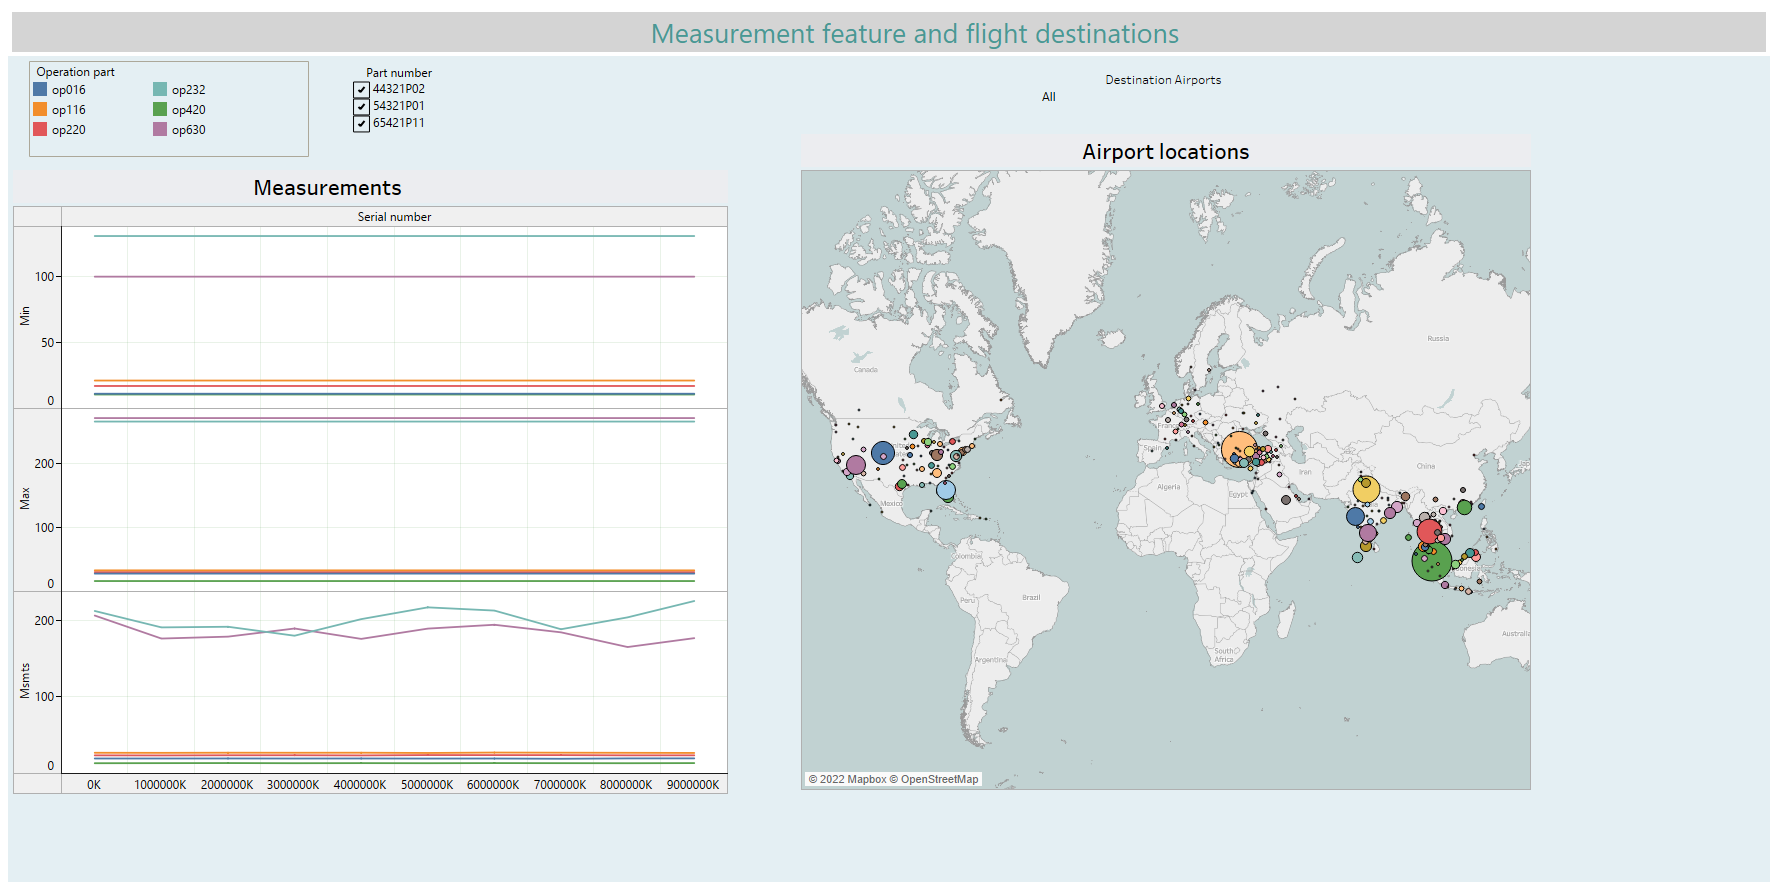 Measurement feature and flight destinations
Operation part
op016
op232
op116
op420
op220
op630
Part number
44321P02
54321P01
65421P11
Destination Airports
All
Measurements
Serial number
Min
100
50
0
Max
200
100
0
Msmts
200
100
0
0K 1000000K 2000000K 3000000K 4000000K 5000000K 6000000K 7000000K 8000000K 9000000K
Airport locations
Russia
Canada
France
Spain
China
Iran
Algeria
Egypt
Mexico
Colombia
Peru
Brazil
Argentina
South
Africa
Australia
© 2022 Mapbox © OpenStreetMap